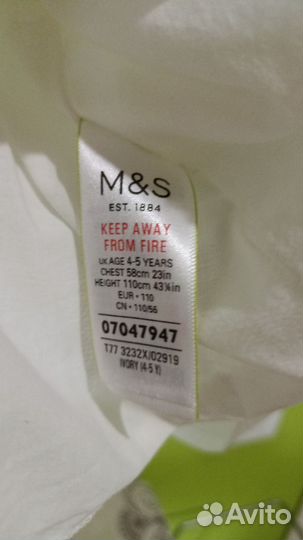 M&S
EST. 1884
KEEP AWAY
FROM FIRE
UK AGE 4-5 YEARS
CHEST 58cm 23in
HEIGHT 110cm 43¼in
EUR • 110
CN • 110/56
07047947
T77 3232X/02919
IVORY (4-5 Y)
Avito